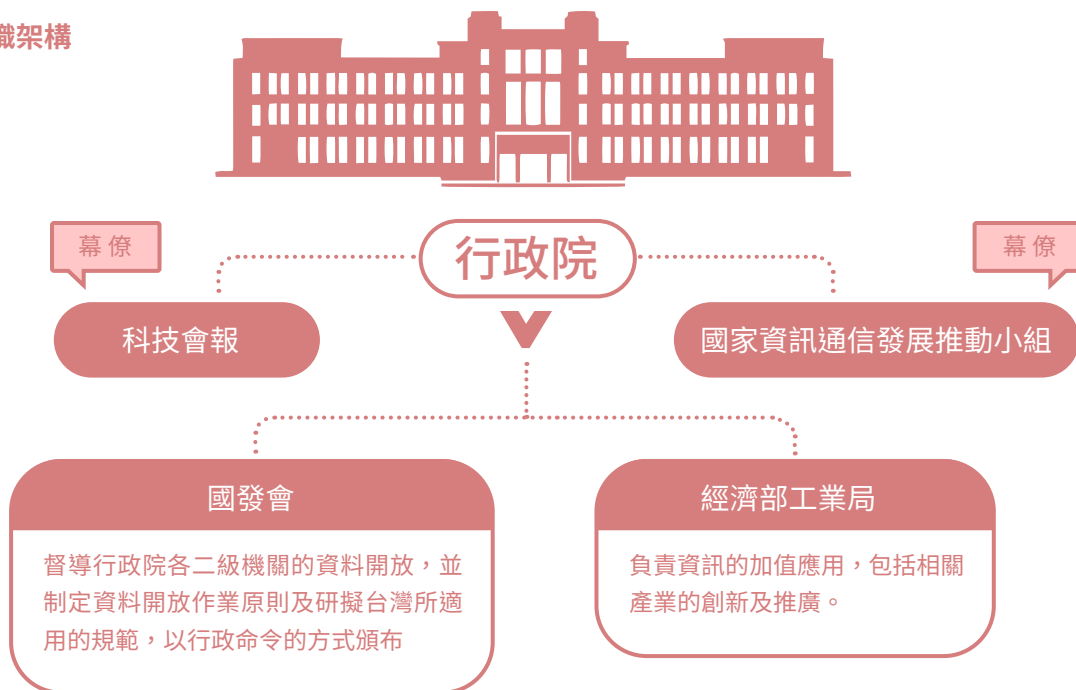 織架構
幕僚
行政院
幕僚
科技會報
國家資訊通信發展推動小組
國發會
督導行政院各二級機關的資料開放，並
制定資料開放作業原則及研擬台灣所適
用的規範，以行政命令的方式頒布
經濟部工業局
負責資訊的加值應用，包括相關
產業的創新及推廣。